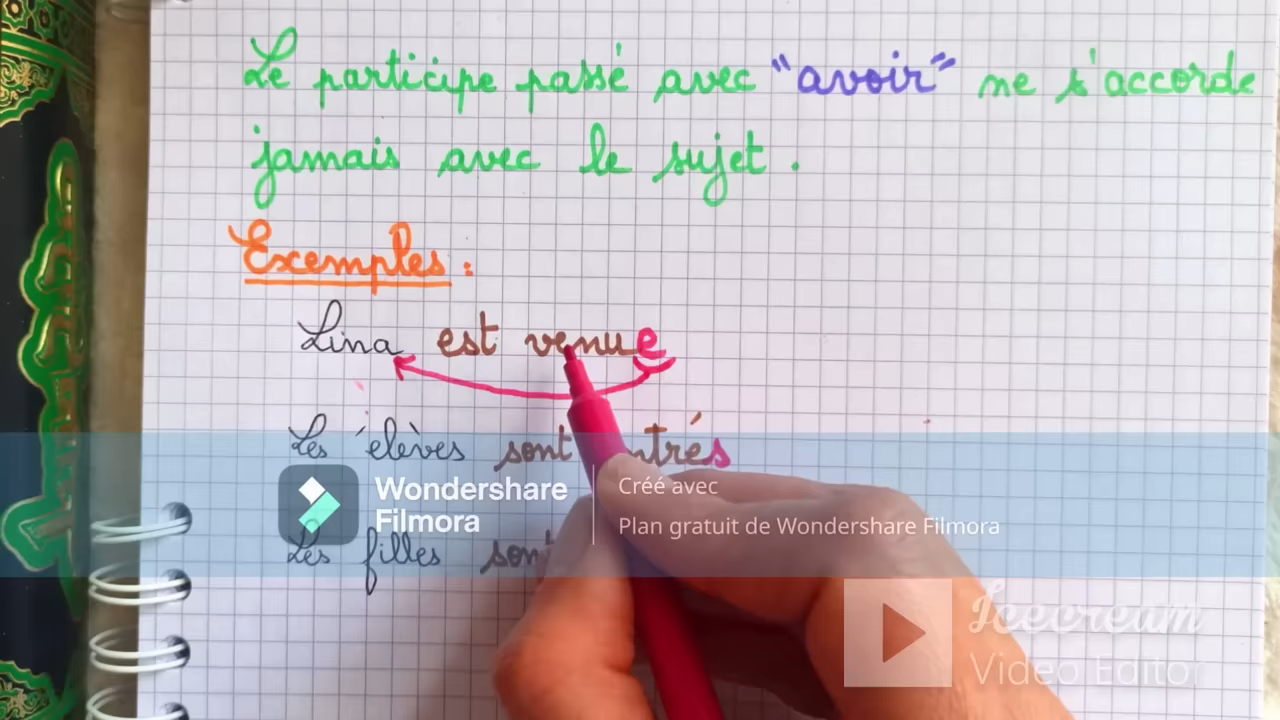 Le participe passé avec "avoir" ne s'accorde
jamais avec le sujet.
Exemples :
Lina est venue
Les élèves sont
Les filles
Wondershare
Filmora
Créé avec
Plan gratuit de Wondershare Filmora
Icecream
Video Editor